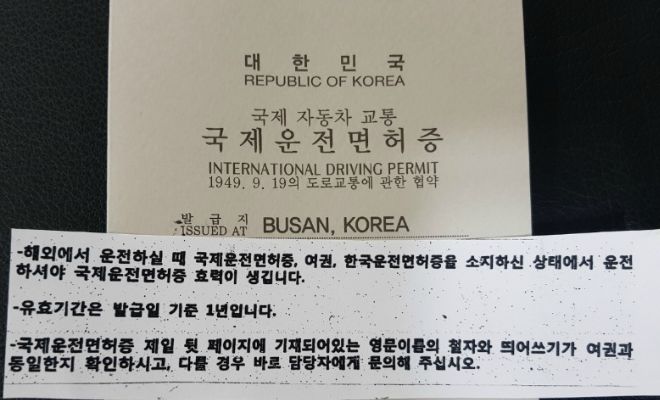 대 한 민 국
REPUBLIC OF KOREA
국제 자동차 교통
국제운전면허증
INTERNATIONAL DRIVING PERMIT
1949. 9. 19의 도로교통에 관한 협약
발 급 지
ISSUED AT BUSAN, KOREA
-해외에서 운전하실 때 국제운전면허증, 여권, 한국운전면허증을 소지하신 상태에서 운전
하셔야 국제운전면허증 효력이 생깁니다.
-유효기간은 발급일 기준 1년입니다.
-국제운전면허증 제일 뒷 페이지에 기재되어있는 영문이름의 철자와 띄어쓰기가 여권과
동일한지 확인하시고, 다를 경우 바로 담당자에게 문의해 주십시오.